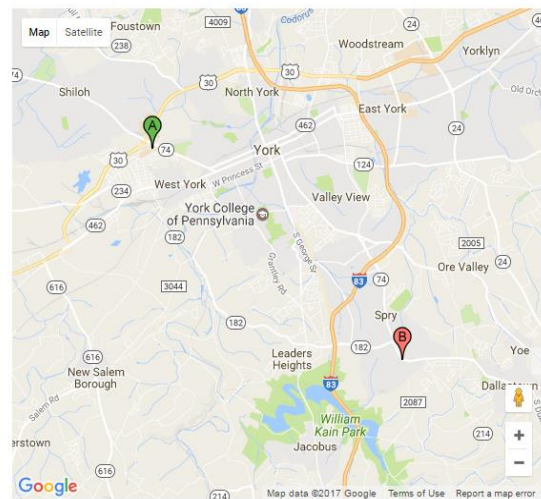 Foustown
4009
Codorus
Map
Satellite
238
30
Woodstream
Yorklyn
74
30
Shiloh
North York
East York
Old Orc
A
462
24
30
74
York
124
West York
W Princess St
234
Valley View
York College
of Pennsylvania
462
182
S George St
2005
24
Grantley Rd
83
74
Ore Valley
616
3044
182
Spry
B
182
Leaders
Heights
Yoe
616
New Salem
Borough
83
Dallastown
2087
Salem Rd
William
Kain Park
214
214
Jacobus
erstown
616
+
−
Google
Map data ©2017 Google
Terms of Use
Report a map error